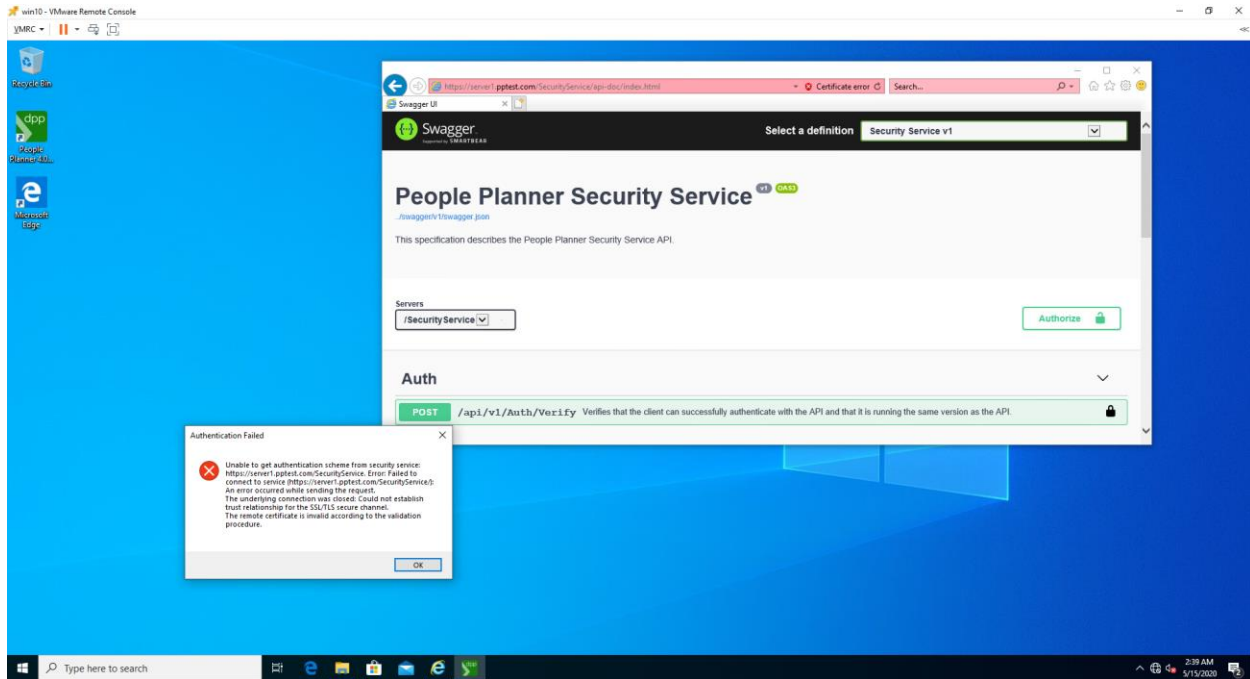 win10 - VMware Remote Console
VMRC
Recycle Bin
dpp
People
Planner 4.0...
Microsoft
Edge
https://server1.pptest.com/SecurityService/api-doc/index.html
Certificate error
Search...
Swagger UI
Swagger.
Supported by SMARTBEAR
Select a definition
Security Service v1
People Planner Security Service v1 OAS3
../swagger/v1/swagger.json
This specification describes the People Planner Security Service API.
Servers
/SecurityService
Authorize
Auth
POST /api/v1/Auth/Verify Verifies that the client can successfully authenticate with the API and that it is running the same version as the API.
Authentication Failed
Unable to get authentication scheme from security service:
https://server1.pptest.com/SecurityService. Error: Failed to
connect to service (https://server1.pptest.com/SecurityService/):
An error occurred while sending the request.
The underlying connection was closed: Could not establish
trust relationship for the SSL/TLS secure channel.
The remote certificate is invalid according to the validation
procedure.
OK
Type here to search
2:39 AM
5/15/2020
2